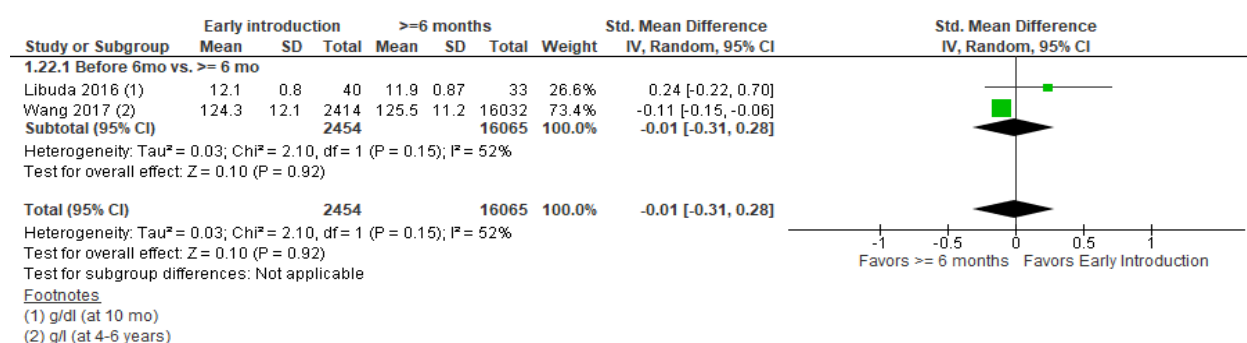 Early introduction >=6 months Std. Mean Difference Std. Mean Difference
Study or Subgroup Mean SD Total Mean SD Total Weight IV, Random, 95% CI IV, Random, 95% CI
1.22.1 Before 6mo vs. >= 6 mo
Libuda 2016 (1) 12.1 0.8 40 11.9 0.87 33 26.6% 0.24 [-0.22, 0.70]
Wang 2017 (2) 124.3 12.1 2414 125.5 11.2 16032 73.4% -0.11 [-0.15, -0.06]
Subtotal (95% CI) 2454 16065 100.0% -0.01 [-0.31, 0.28]
Heterogeneity: Tau² = 0.03; Chi² = 2.10, df = 1 (P = 0.15); I² = 52%
Test for overall effect: Z = 0.10 (P = 0.92)
Total (95% CI) 2454 16065 100.0% -0.01 [-0.31, 0.28]
Heterogeneity: Tau² = 0.03; Chi² = 2.10, df = 1 (P = 0.15); I² = 52%
-1 -0.5 0 0.5 1
Test for overall effect: Z = 0.10 (P = 0.92)
Favors >= 6 months Favors Early Introduction
Test for subgroup differences: Not applicable
Footnotes
(1) g/dl (at 10 mo)
(2) g/l (at 4-6 years)